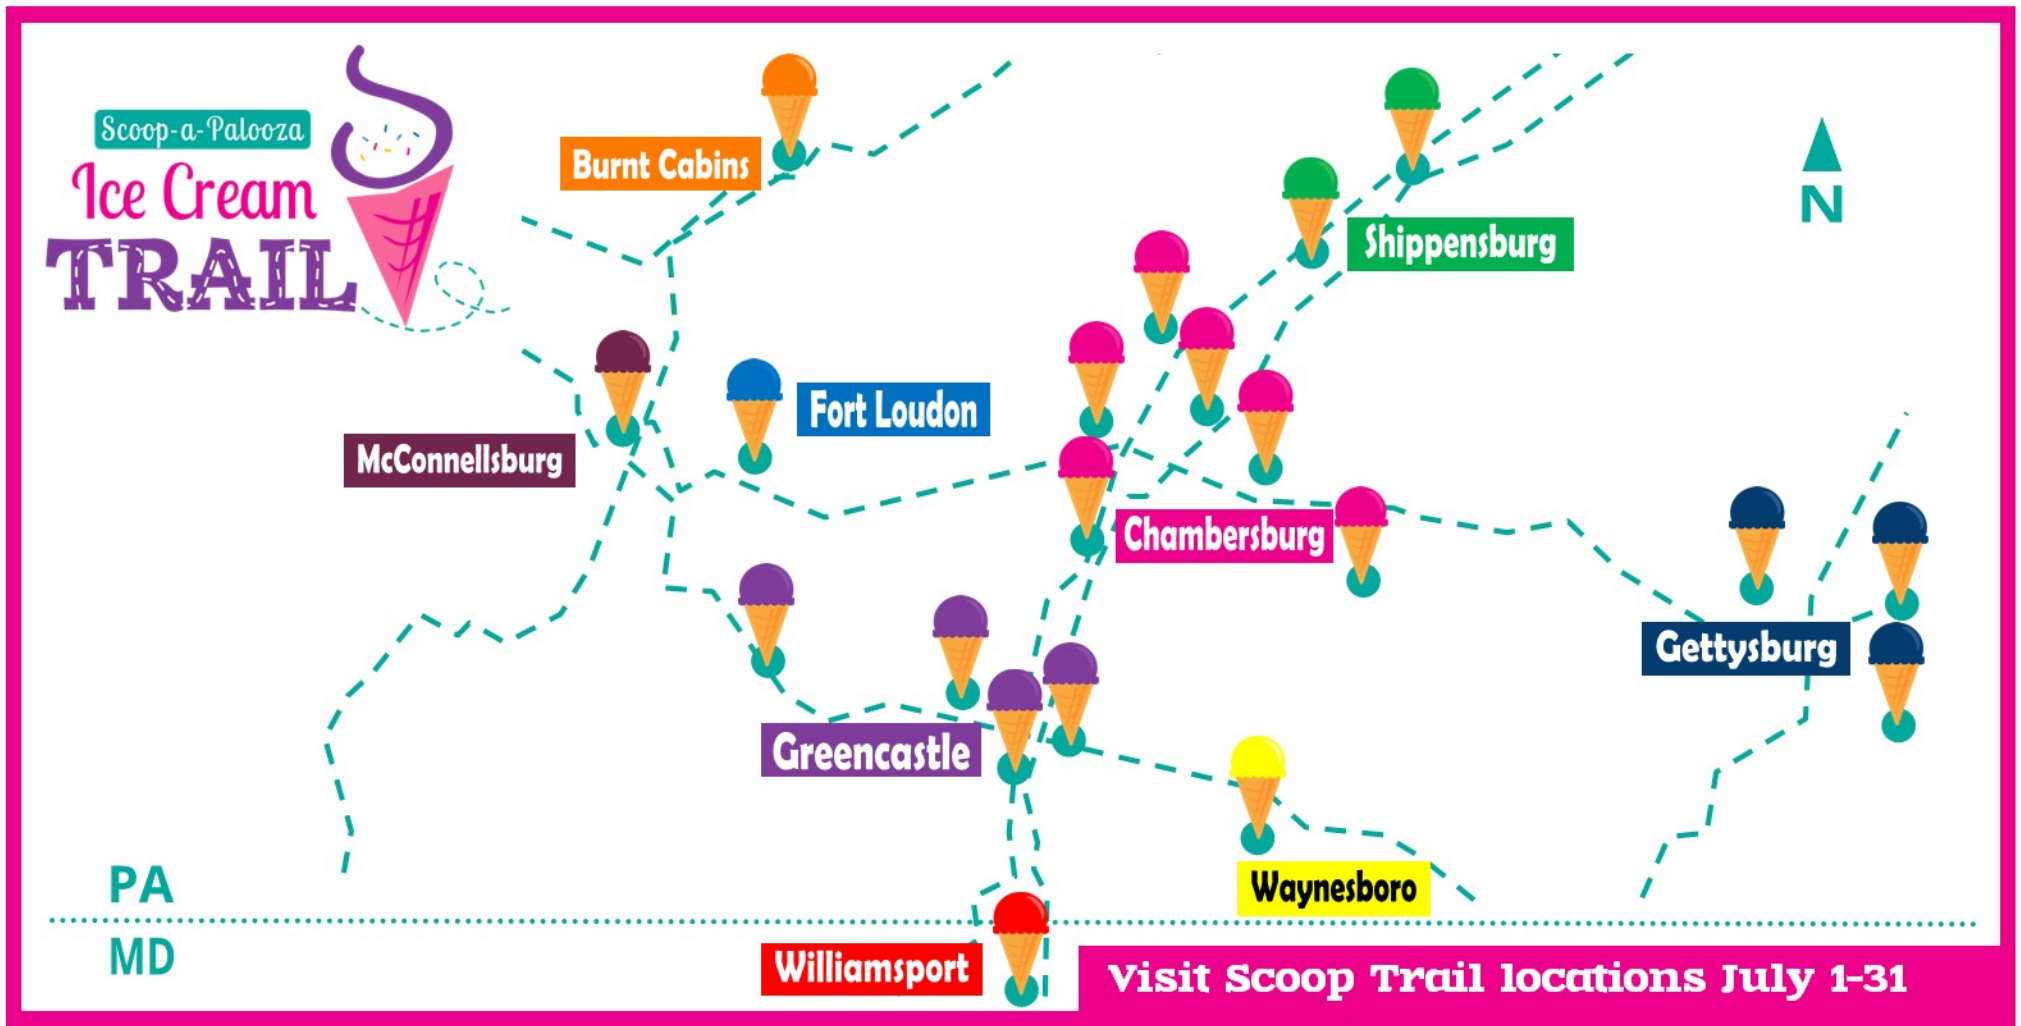 Scoop-a-Palooza
Ice Cream
TRAIL
Burnt Cabins
Shippensburg
N
Fort Loudon
McConnellsburg
Chambersburg
Gettysburg
Greencastle
Waynesboro
PA
MD
Williamsport
Visit Scoop Trail locations July 1-31